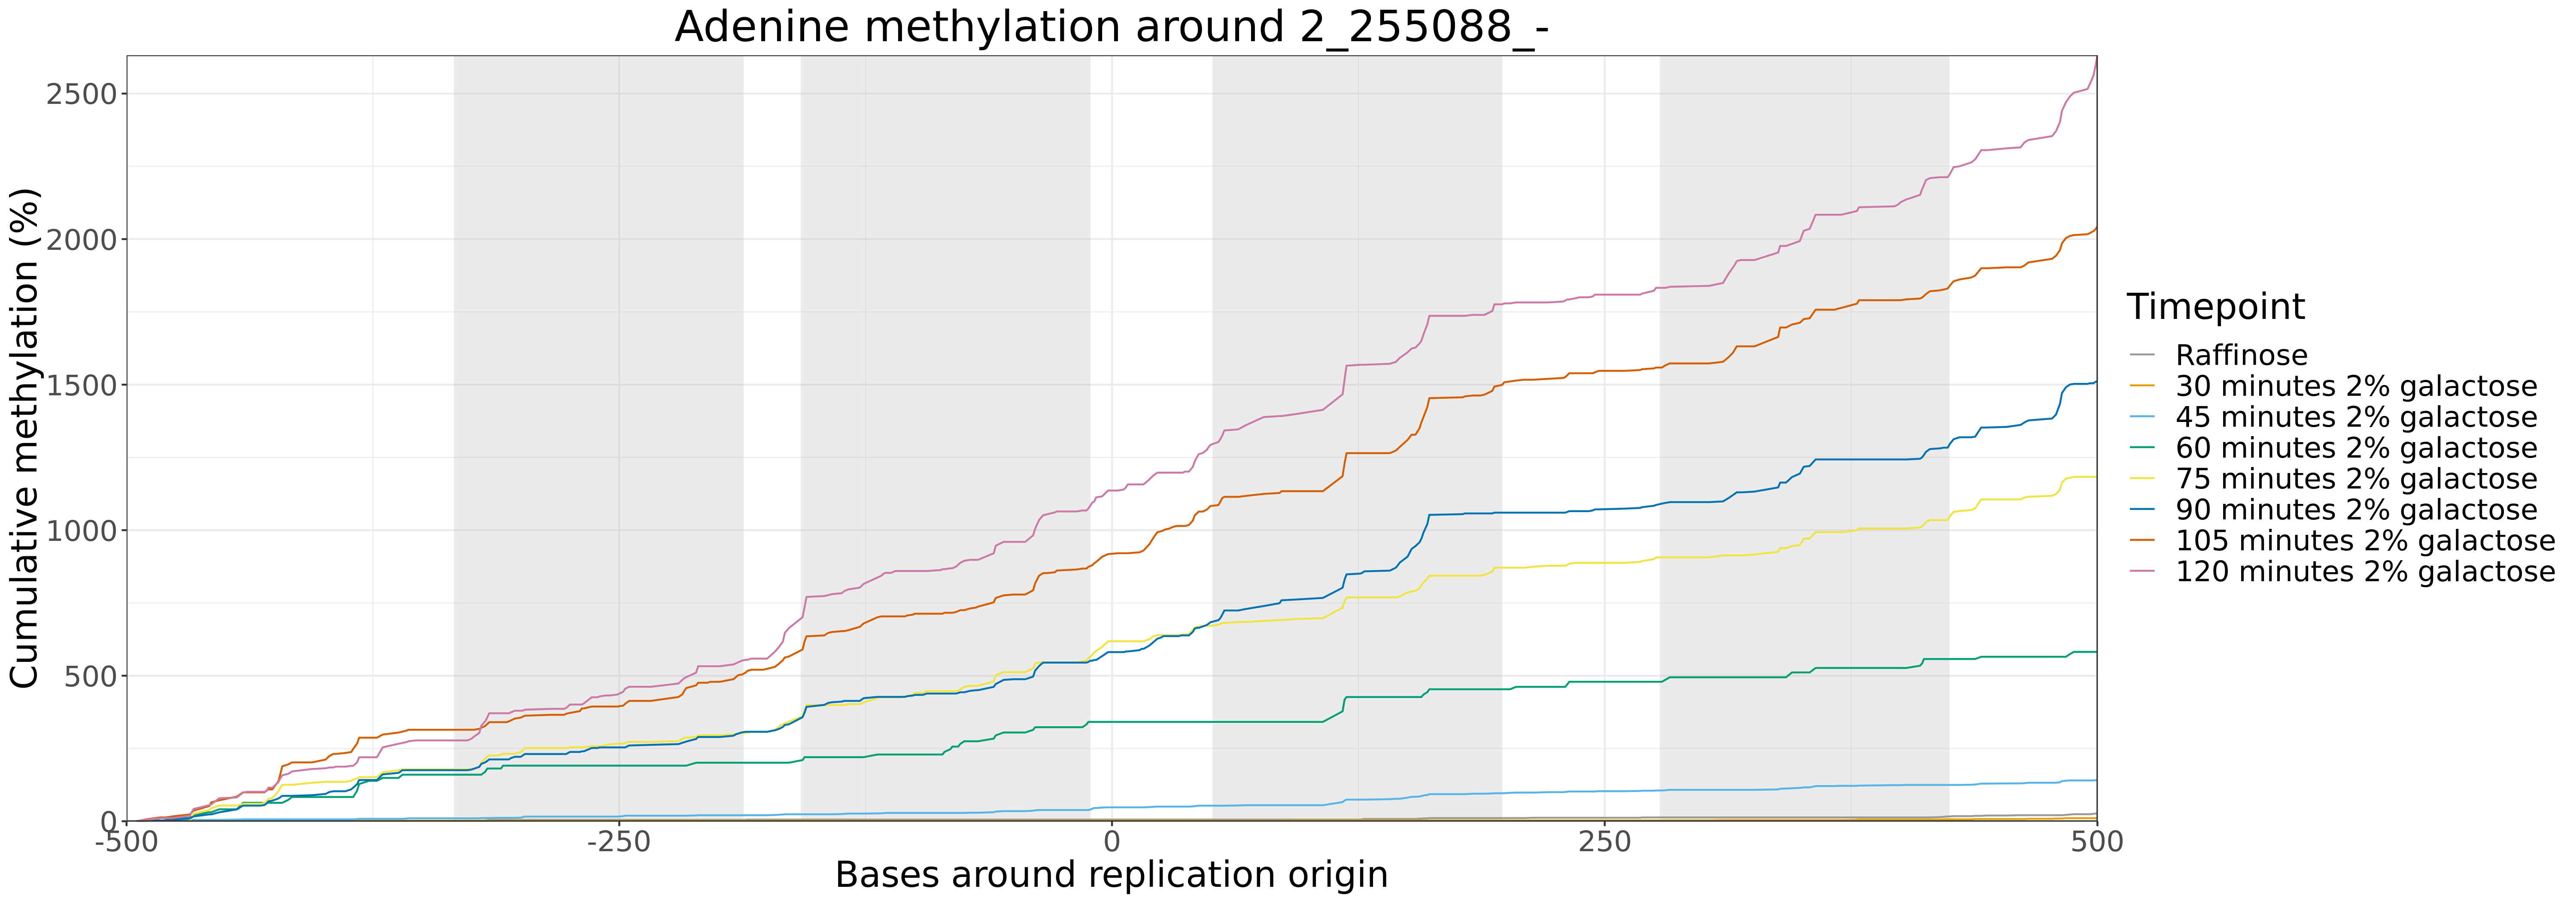 Adenine methylation around 2_255088_-
Cumulative methylation (%)
2500
2000
1500
1000
500
0
-500
-250
0
250
500
Bases around replication origin
Timepoint
Raffinose
30 minutes 2% galactose
45 minutes 2% galactose
60 minutes 2% galactose
75 minutes 2% galactose
90 minutes 2% galactose
105 minutes 2% galactose
120 minutes 2% galactose